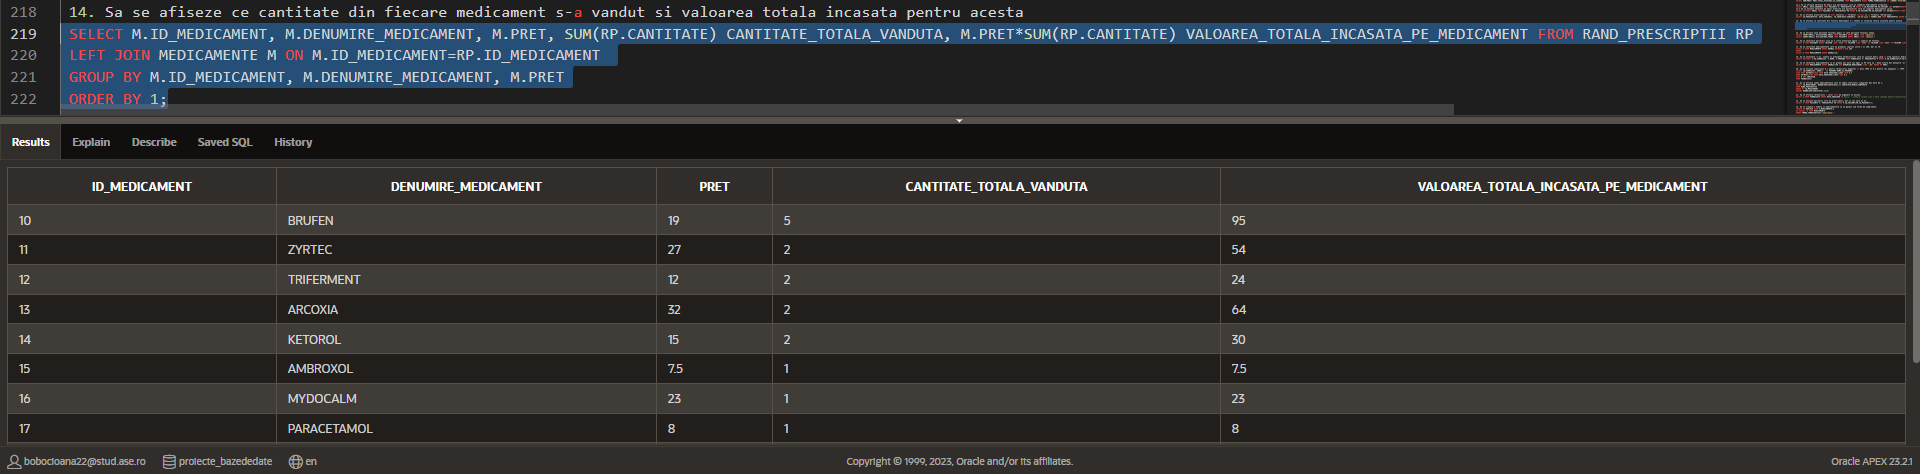 218 14. Sa se afiseze ce cantitate din fiecare medicament s-a vandut si valoarea totala incasata pentru acesta
219 SELECT M.ID_MEDICAMENT, M.DENUMIRE_MEDICAMENT, M.PRET, SUM(RP.CANTITATE) CANTITATE_TOTALA_VANDUTA, M.PRET*SUM(RP.CANTITATE) VALOAREA_TOTALA_INCASATA_PE_MEDICAMENT FROM RAND_PRESCRIPTII RP
220 LEFT JOIN MEDICAMENTE M ON M.ID_MEDICAMENT=RP.ID_MEDICAMENT
221 GROUP BY M.ID_MEDICAMENT, M.DENUMIRE_MEDICAMENT, M.PRET
222 ORDER BY 1;
Results Explain Describe Saved SQL History
ID_MEDICAMENT DENUMIRE_MEDICAMENT PRET CANTITATE_TOTALA_VANDUTA VALOAREA_TOTALA_INCASATA_PE_MEDICAMENT
10 BRUFEN 19 5 95
11 ZYRTEC 27 2 54
12 TRIFERMENT 12 2 24
13 ARCOXIA 32 2 64
14 KETOROL 15 2 30
15 AMBROXOL 7.5 1 7.5
16 MYDOCALM 23 1 23
17 PARACETAMOL 8 1 8
bobocioana22@stud.ase.ro proiecte_bazededate en Copyright © 1999, 2023, Oracle and/or its affiliates. Oracle APEX 23.2.1